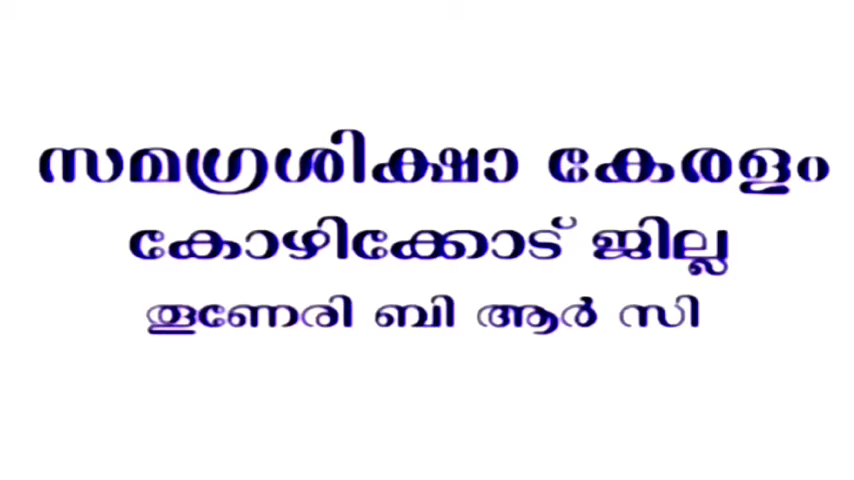 സമഗ്രശിക്ഷാ കേരളം
കോഴിക്കോട് ജില്ല
തൂണേരി ബി ആർ സി